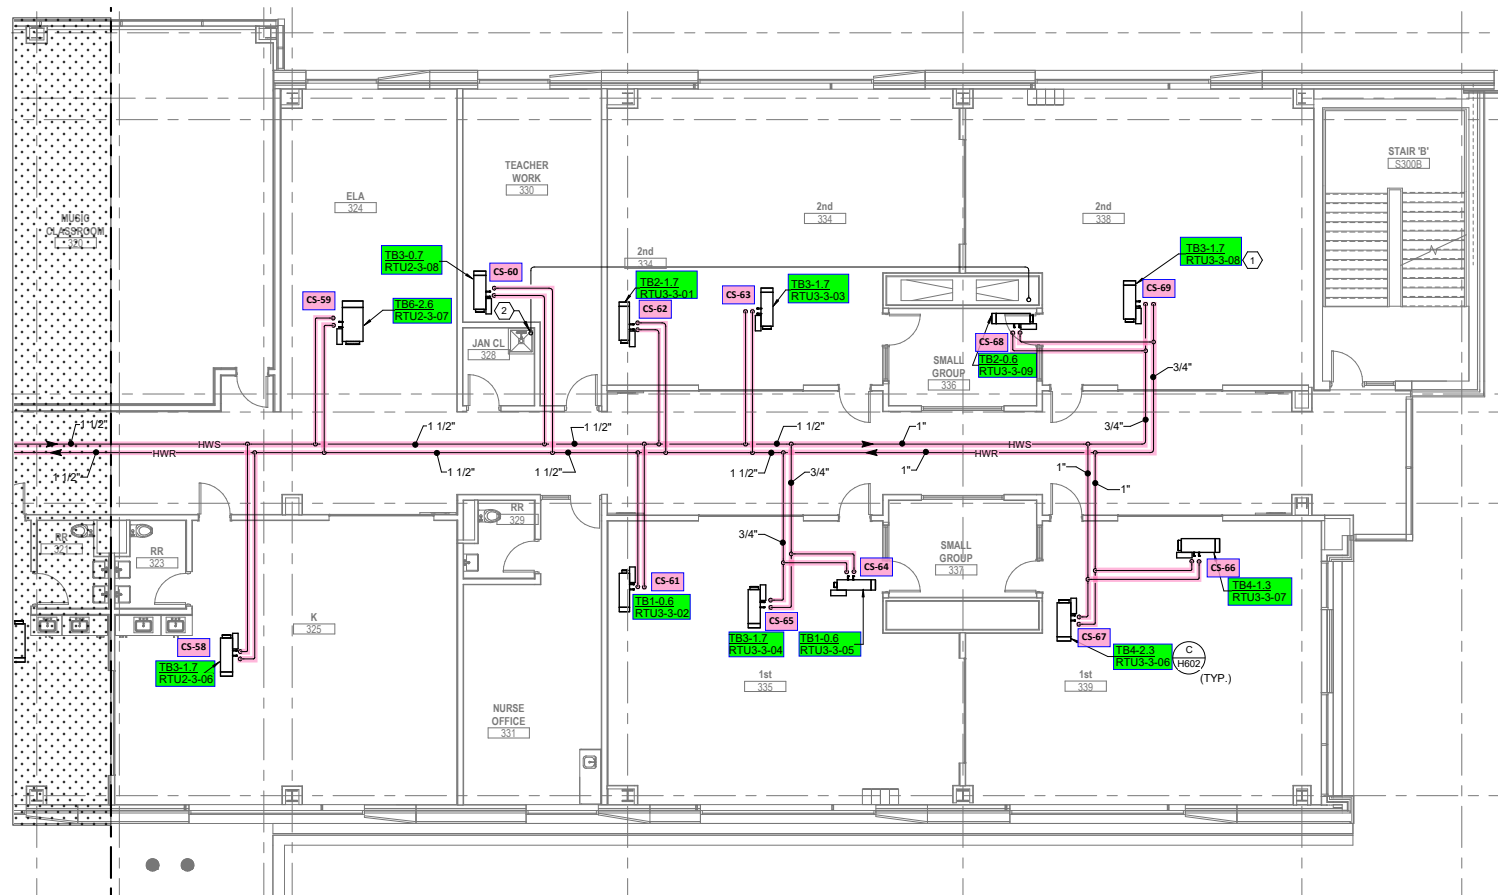 STAIR 'B'
S300B
TEACHER
WORK
330
ELA
324
2nd
334
2nd
338
MUSIC
CLASSROOM
320
2nd
334
TB3-0.7
RTU2-3-08
CS-60
TB3-1.7
RTU3-3-08
1
CS-59
TB6-2.6
RTU2-3-07
2
TB2-1.7
RTU3-3-01
CS-62
CS-63
TB3-1.7
RTU3-3-03
CS-69
JAN CL
328
CS-68
TB2-0.6
RTU3-3-09
SMALL
GROUP
336
3/4"
3/4"
1 1/2"
1 1/2"
1 1/2"
1 1/2"
1"
HWS
HWS
HWR
HWR
1 1/2"
1 1/2"
1 1/2"
1 1/2"
1"
3/4"
1"
1"
RR
329
3/4"
RR
321
RR
323
SMALL
GROUP
337
CS-64
CS-61
TB1-0.6
RTU3-3-02
CS-66
TB4-1.3
RTU3-3-07
K
325
CS-65
TB3-1.7
RTU3-3-04
TB1-0.6
RTU3-3-05
CS-67
TB4-2.3
RTU3-3-06
C
H602
(TYP.)
CS-58
TB3-1.7
RTU2-3-06
1st
335
1st
339
NURSE
OFFICE
331